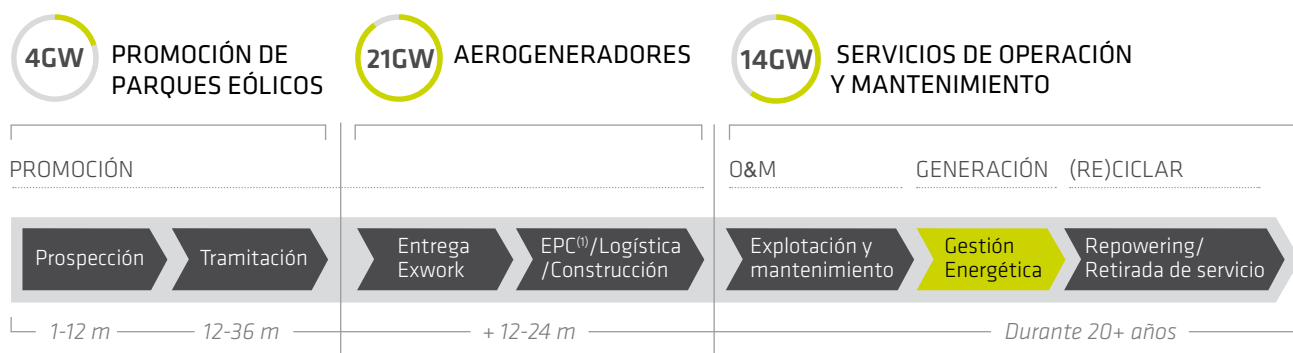 4GW
PROMOCIÓN DE
PARQUES EÓLICOS
21GW
AEROGENERADORES
14GW
SERVICIOS DE OPERACIÓN
Y MANTENIMIENTO
PROMOCIÓN
O&M
GENERACIÓN
(RE)CICLAR
Prospección
Tramitación
Entrega
Exwork
EPC⁽¹⁾/Logística
/Construcción
Explotación y
mantenimiento
Gestión
Energética
Repowering/
Retirada de servicio
1-12 m
12-36 m
+ 12-24 m
Durante 20+ años